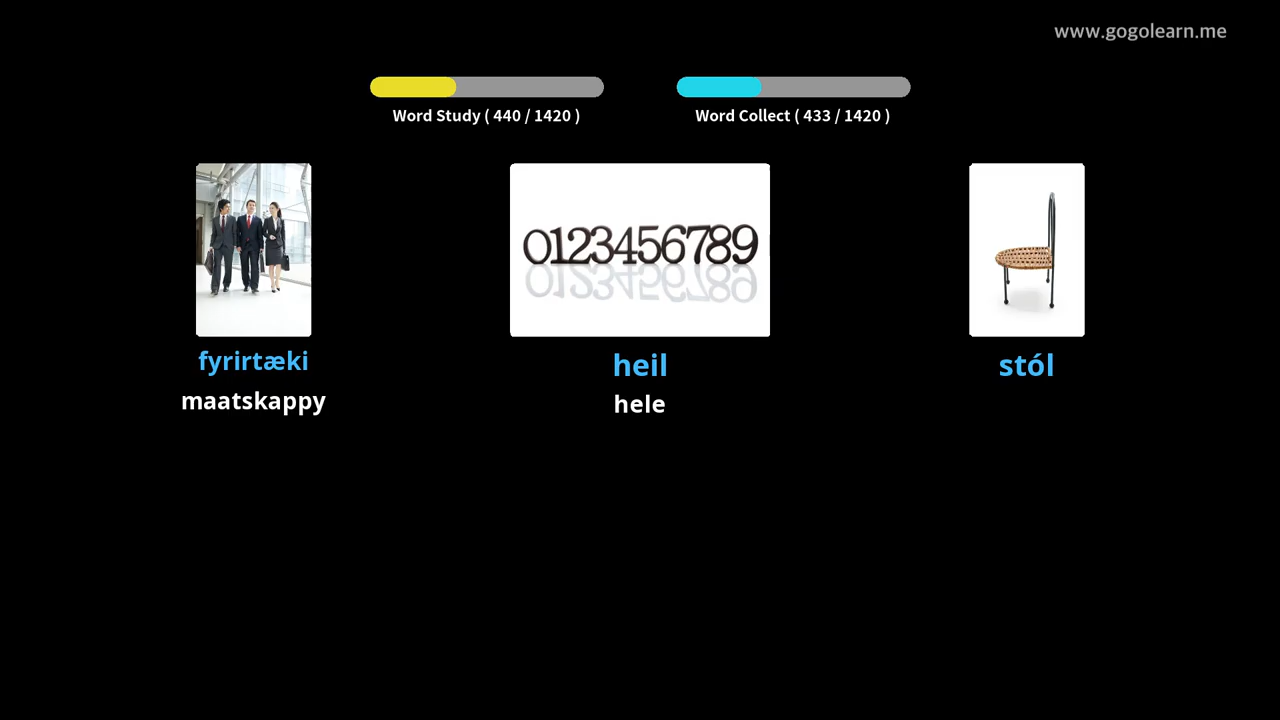 www.gogolearn.me
Word Study ( 440 / 1420 )
Word Collect ( 433 / 1420 )
0123456789
fyrirtæki
maatskappy
heil
hele
stól